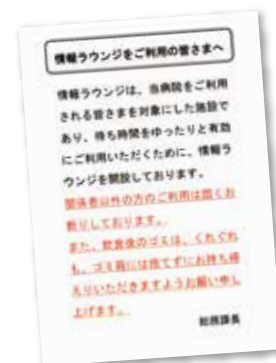 情報ラウンジをご利用の皆さまへ
情報ラウンジは、当病院をご利用
される皆さまを対象にした施設で
あり、待ち時間をゆったりと有効
にご利用いただくために、情報ラ
ウンジを開設しております。
関係者以外の方のご利用は固くお
断りしております。
また、飲食後のゴミは、くれぐれ
も、ゴミ箱には捨てずにお持ち帰
えりいただきますようお願い申し
上げます。
総務課長